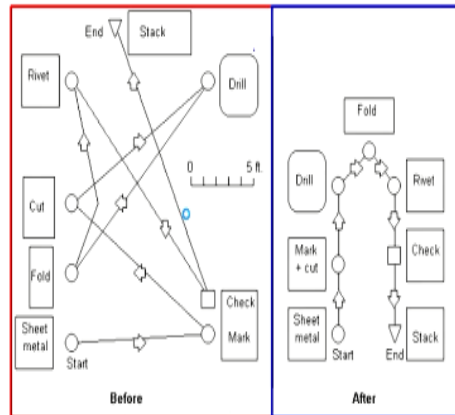 End
Stack
Rivet
Drill
0
5 ft.
Cut
Fold
Check
Mark
Sheet
metal
Start
Before
Fold
Drill
Rivet
Mark
+ cut
Check
Sheet
metal
Stack
Start
End
After